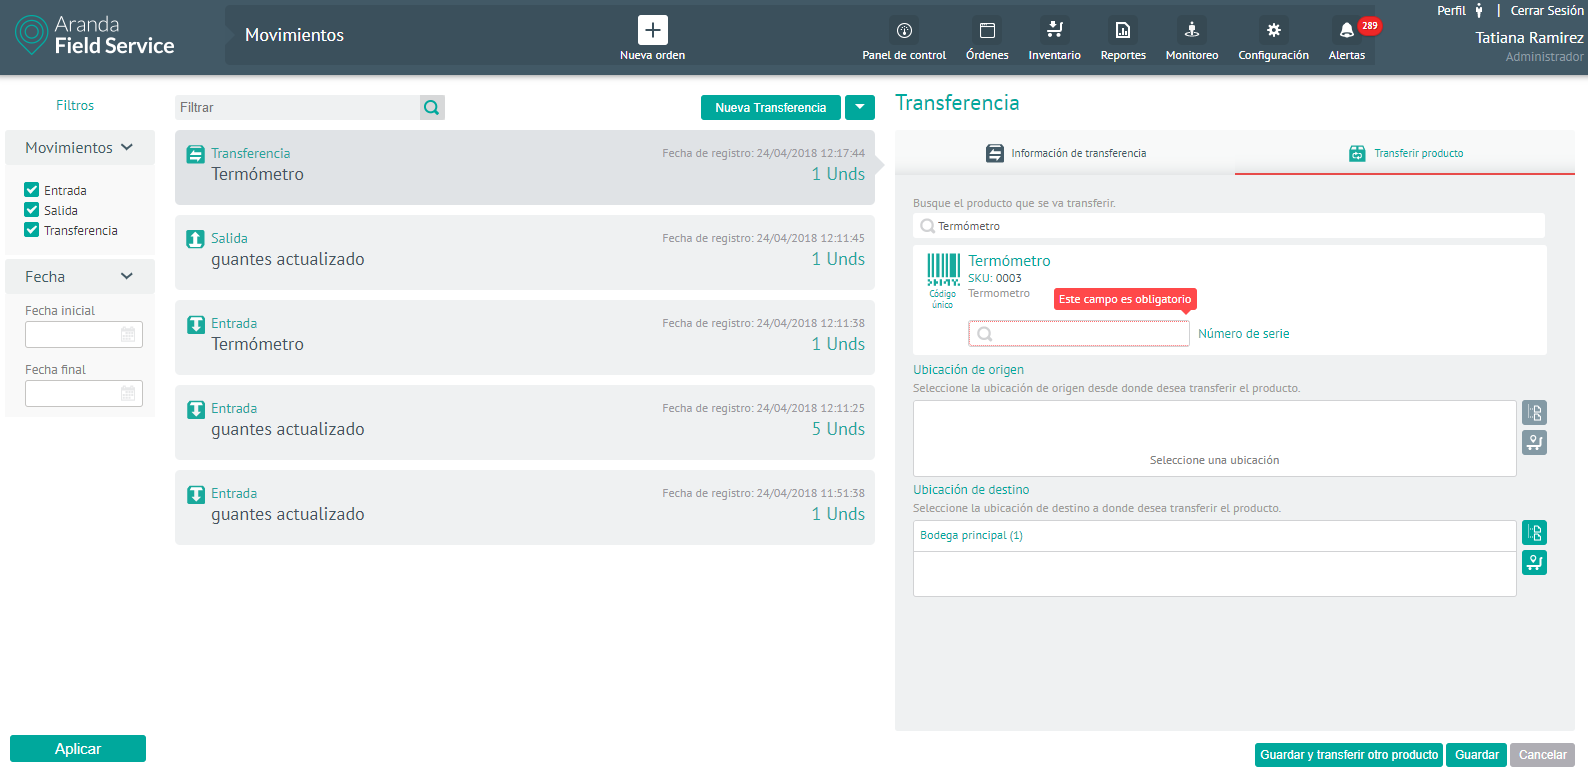 Aranda
Field Service
Movimientos
Nueva orden
Panel de control
Órdenes
Inventario
Reportes
Monitoreo
Configuración
Alertas
289
Perfil | Cerrar Sesión
Tatiana Ramirez
Administrador
Filtros
Movimientos
Entrada
Salida
Transferencia
Fecha
Fecha inicial
Fecha final
Aplicar
Filtrar
Nueva Transferencia
Transferencia
Fecha de registro: 24/04/2018 12:17:44
Termómetro
1 Unds
Salida
Fecha de registro: 24/04/2018 12:11:45
guantes actualizado
1 Unds
Entrada
Fecha de registro: 24/04/2018 12:11:38
Termómetro
1 Unds
Entrada
Fecha de registro: 24/04/2018 12:11:25
guantes actualizado
5 Unds
Entrada
Fecha de registro: 24/04/2018 11:51:38
guantes actualizado
1 Unds
Transferencia
Información de transferencia
Transferir producto
Busque el producto que se va transferir.
Termómetro
Código
único
Termómetro
SKU: 0003
Termometro
Este campo es obligatorio
Número de serie
Ubicación de origen
Seleccione la ubicación de origen desde donde desea transferir el producto.
Seleccione una ubicación
Ubicación de destino
Seleccione la ubicación de destino a donde desea transferir el producto.
Bodega principal (1)
Guardar y transferir otro producto
Guardar
Cancelar